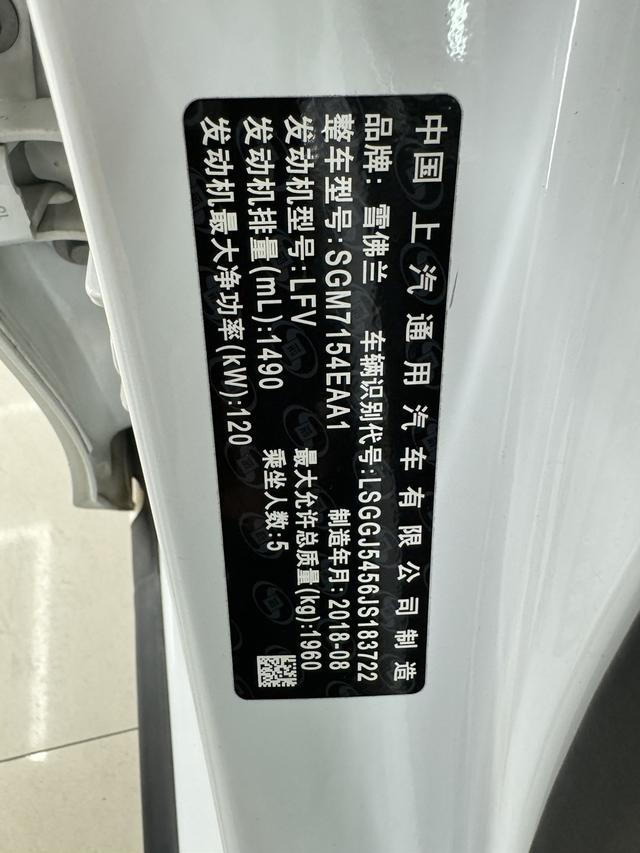 中国 上汽通用汽车有限公司制造
品牌: 雪佛兰 车辆识别代号:LSGGJ5456JS183722
整车型号:SGM7154EAA1 制造年月:2018-08
发动机型号:LFV 最大允许总质量(kg):1960
发动机排量(mL):1490 乘坐人数:5
发动机最大净功率(kW):120